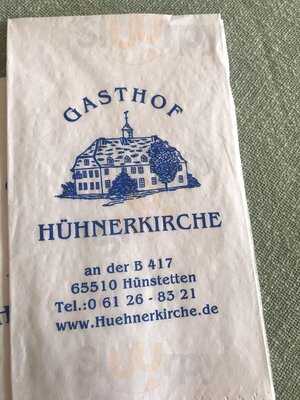 GASTHOF
HÜHNERKIRCHE
an der B 417
65510 Hünstetten
Tel.:0 61 26 - 83 21
www.Huehnerkirche.de